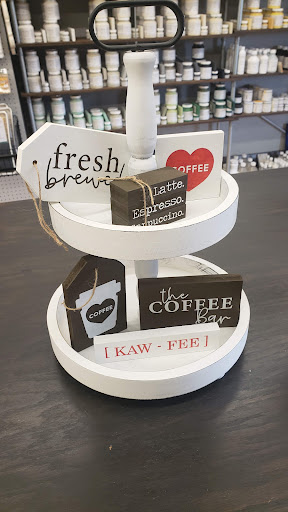 fresh
brewed
COFFEE
Latte.
Espresso.
Cappuccino.
COFFEE
the
COFFEE
Bar
[ KAW - FEE ]